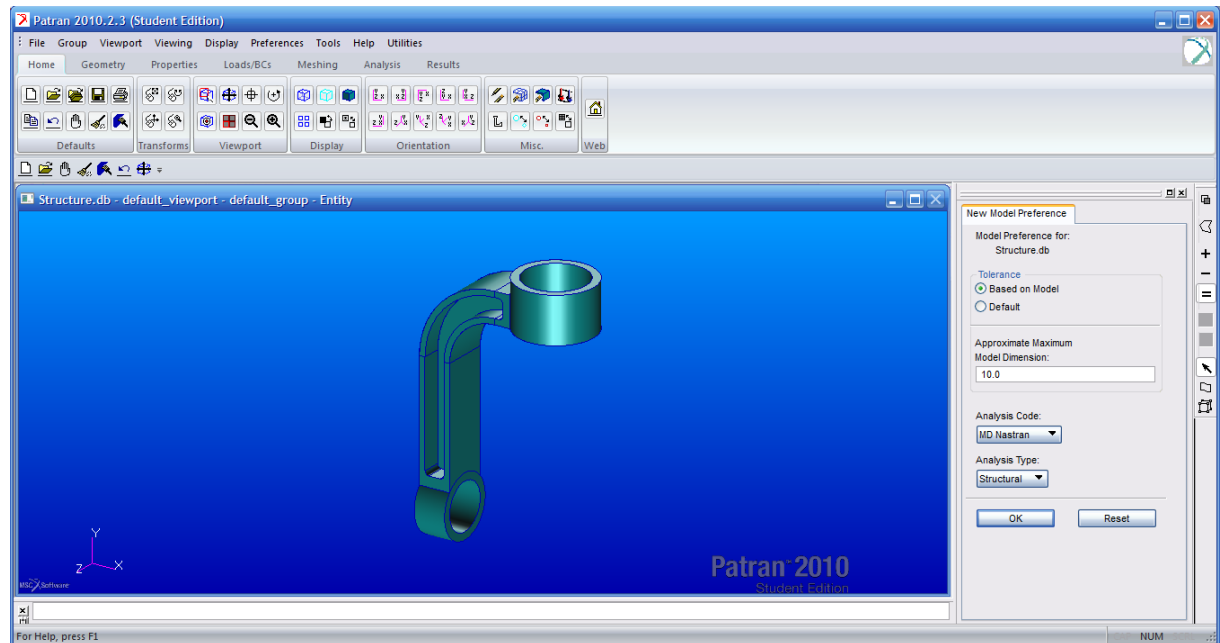 Patran 2010.2.3 (Student Edition)
File Group Viewport Viewing Display Preferences Tools Help Utilities
Home Geometry Properties Loads/BCs Meshing Analysis Results
Defaults Transforms Viewport Display Orientation Misc. Web
Structure.db - default_viewport - default_group - Entity
New Model Preference
Model Preference for:
Structure.db
Tolerance
Based on Model
Default
Approximate Maximum
Model Dimension:
10.0
Analysis Code:
MD Nastran
Analysis Type:
Structural
OK Reset
Y
Z X
MSC Software
Patran 2010
Student Edition
For Help, press F1
NUM